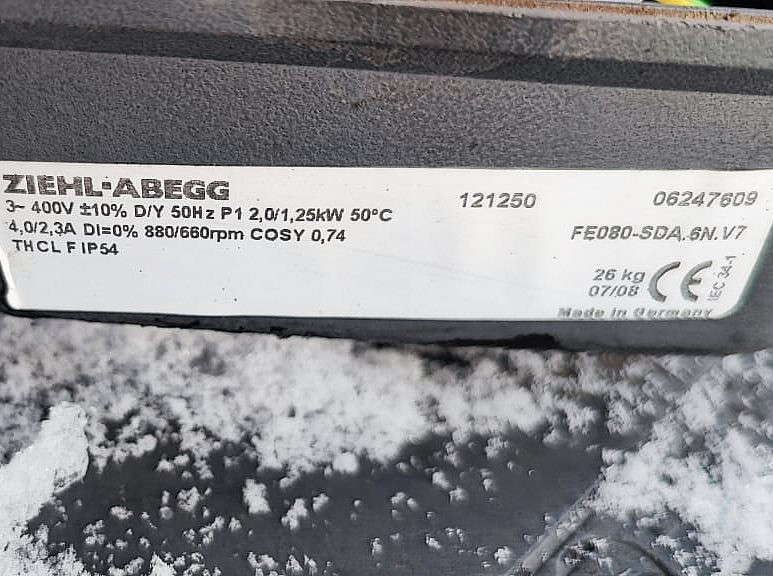 ZIEHL-ABEGG
3~ 400V ±10% D/Y 50Hz P1 2,0/1,25kW 50°C
4,0/2,3A DI=0% 880/660rpm COSY 0,74
THCL F IP54
121250
06247609
FE080-SDA.6N.V7
26 kg
07/08
CE
IEC 34-1
Made in Germany